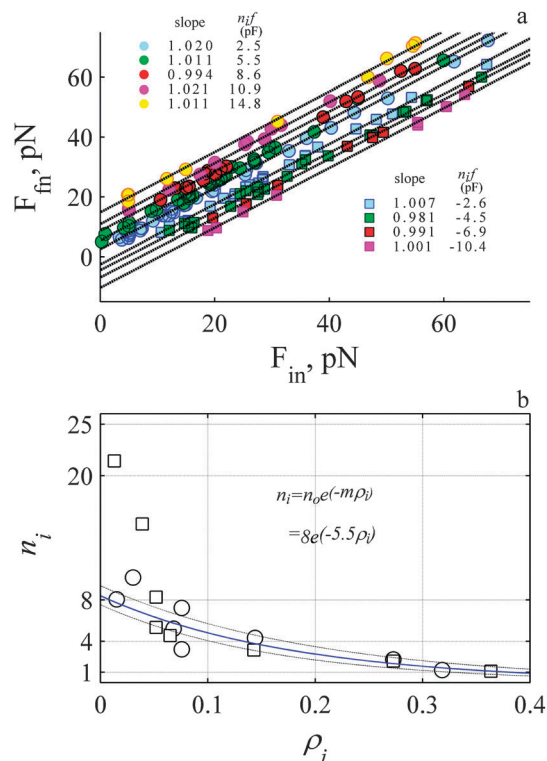 a
slope n_if (pF)
1.020 2.5
1.011 5.5
0.994 8.6
1.021 10.9
1.011 14.8
slope n_if (pF)
1.007 -2.6
0.981 -4.5
0.991 -6.9
1.001 -10.4
60
40
20
0
F_fn, pN
0 20 40 60
F_in, pN
b
25
20
8
4
1
n_i
n_i=n_oe(-mρ_i)
=8e(-5.5ρ_i)
0 0.1 0.2 0.3 0.4
ρ_i